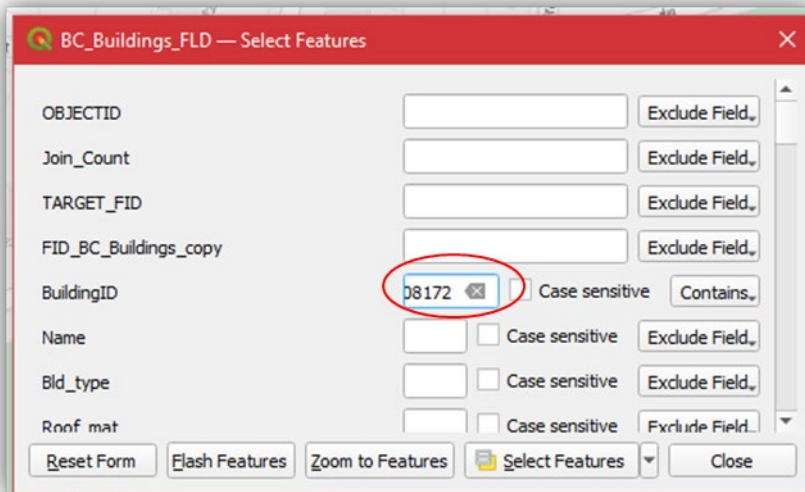 BC_Buildings_FLD — Select Features
OBJECTID Exclude Field
Join_Count Exclude Field
TARGET_FID Exclude Field
FID_BC_Buildings_copy Exclude Field
BuildingID 08172 Case sensitive Contains
Name Case sensitive Exclude Field
Bld_type Case sensitive Exclude Field
Roof_mat Case sensitive Exclude Field
Reset Form Flash Features Zoom to Features Select Features Close